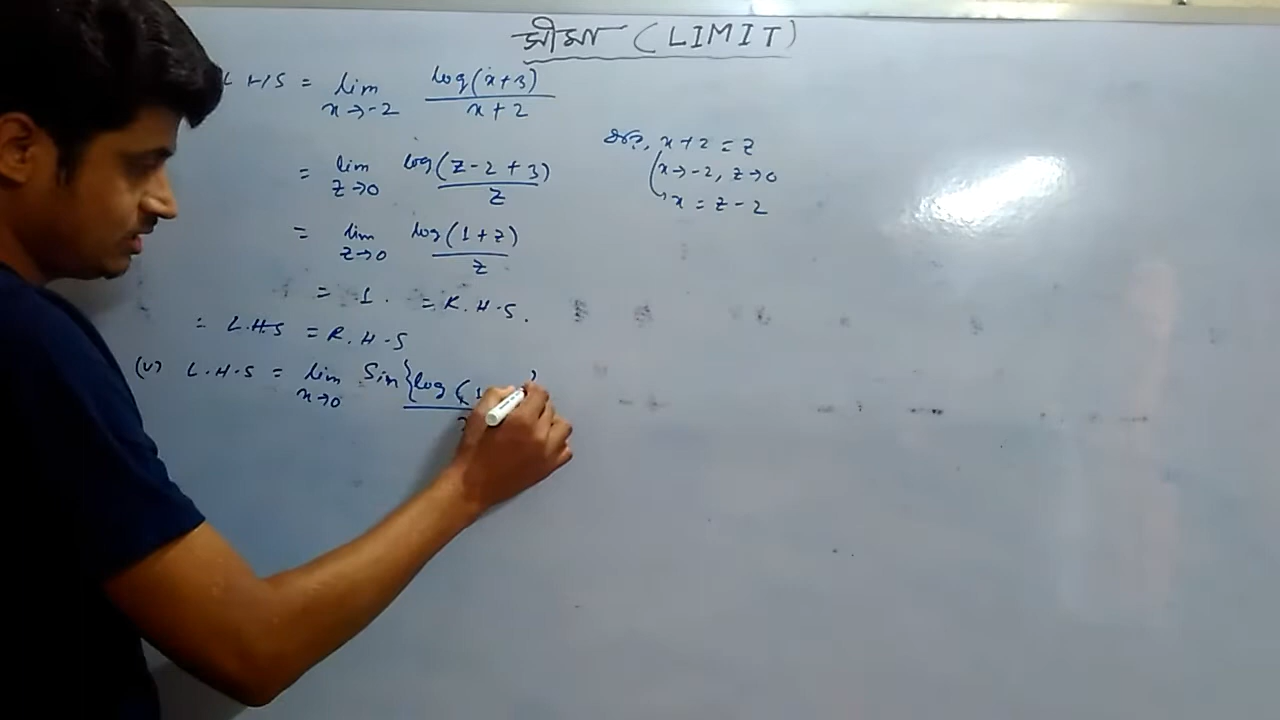 সীমা (LIMIT)
L H S = lim x→-2 log(x+3) / x+2
ধরি, x+2 = z
x→-2, z→0
x = z-2
= lim z→0 log(z-2+3) / z
= lim z→0 log(1+z) / z
= 1. = R.H.S.
∴ L.H.S = R.H.S
(v) L.H.S = lim x→0 Sin{log(1